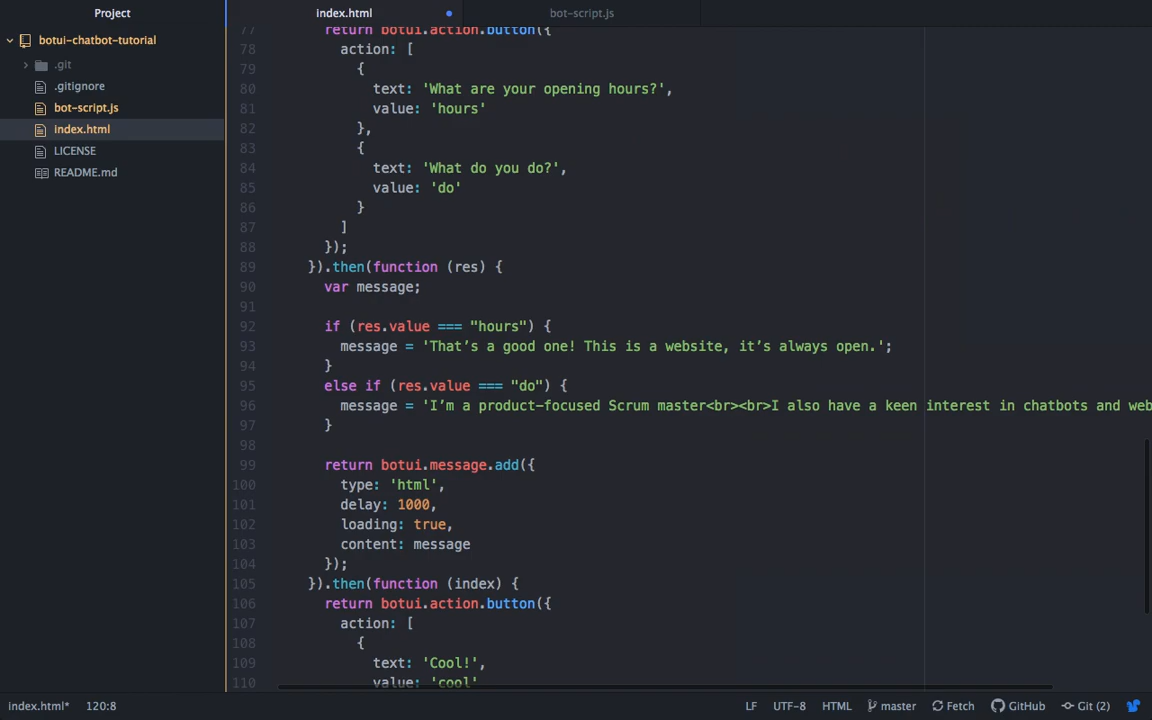 Project
index.html
bot-script.js
botui-chatbot-tutorial
.git
.gitignore
bot-script.js
index.html
LICENSE
README.md
77 return botui.action.button({
78 action: [
79 {
80 text: 'What are your opening hours?',
81 value: 'hours'
82 },
83 {
84 text: 'What do you do?',
85 value: 'do'
86 }
87 ]
88 });
89 }).then(function (res) {
90 var message;
91
92 if (res.value === "hours") {
93 message = 'That’s a good one! This is a website, it’s always open.';
94 }
95 else if (res.value === "do") {
96 message = 'I’m a product-focused Scrum master<br><br>I also have a keen interest in chatbots and web
97 }
98
99 return botui.message.add({
100 type: 'html',
101 delay: 1000,
102 loading: true,
103 content: message
104 });
105 }).then(function (index) {
106 return botui.action.button({
107 action: [
108 {
109 text: 'Cool!',
110 value: 'cool'
index.html* 120:8 LF UTF-8 HTML master Fetch GitHub Git (2)